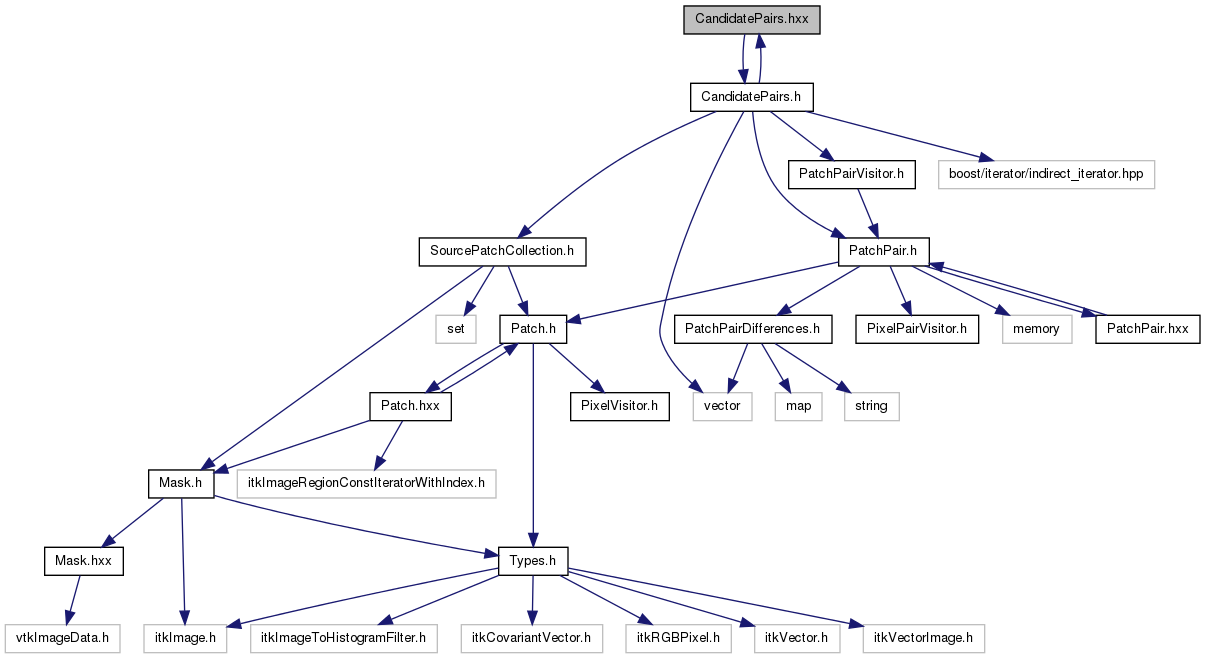 CandidatePairs.hxx
CandidatePairs.h
PatchPairVisitor.h
boost/iterator/indirect_iterator.hpp
SourcePatchCollection.h
PatchPair.h
set
Patch.h
PatchPairDifferences.h
PixelPairVisitor.h
memory
PatchPair.hxx
Patch.hxx
PixelVisitor.h
vector
map
string
Mask.h
itkImageRegionConstIteratorWithIndex.h
Mask.hxx
Types.h
vtkImageData.h
itkImage.h
itkImageToHistogramFilter.h
itkCovariantVector.h
itkRGBPixel.h
itkVector.h
itkVectorImage.h